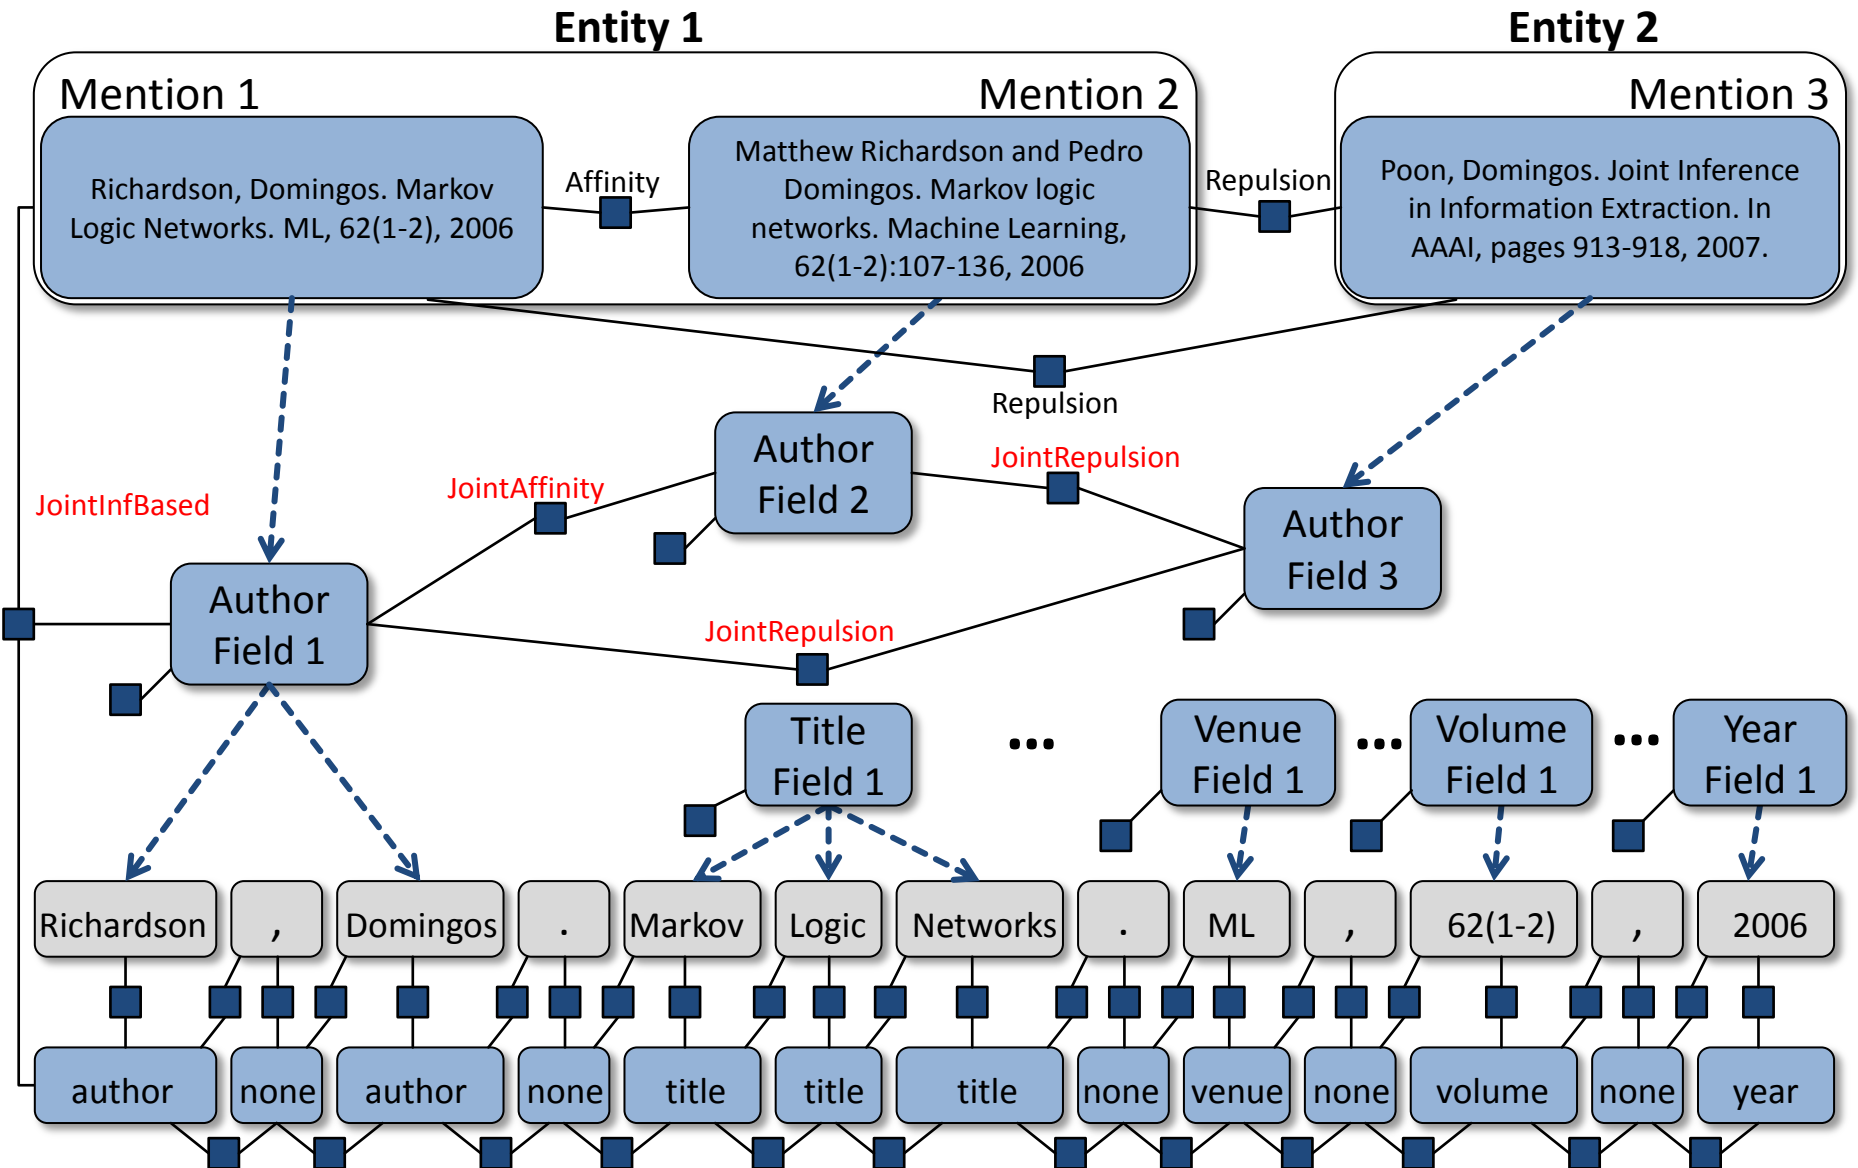 Entity 1
Entity 2
Mention 1
Mention 2
Mention 3
Richardson, Domingos. Markov
Logic Networks. ML, 62(1-2), 2006
Affinity
Matthew Richardson and Pedro
Domingos. Markov logic
networks. Machine Learning,
62(1-2):107-136, 2006
Repulsion
Poon, Domingos. Joint Inference
in Information Extraction. In
AAAI, pages 913-918, 2007.
Repulsion
JointInfBased
JointAffinity
Author
Field 2
JointRepulsion
Author
Field 3
Author
Field 1
JointRepulsion
Title
Field 1
...
Venue
Field 1
...
Volume
Field 1
...
Year
Field 1
Richardson , Domingos . Markov Logic Networks . ML , 62(1-2) , 2006
author none author none title title title none venue none volume none year